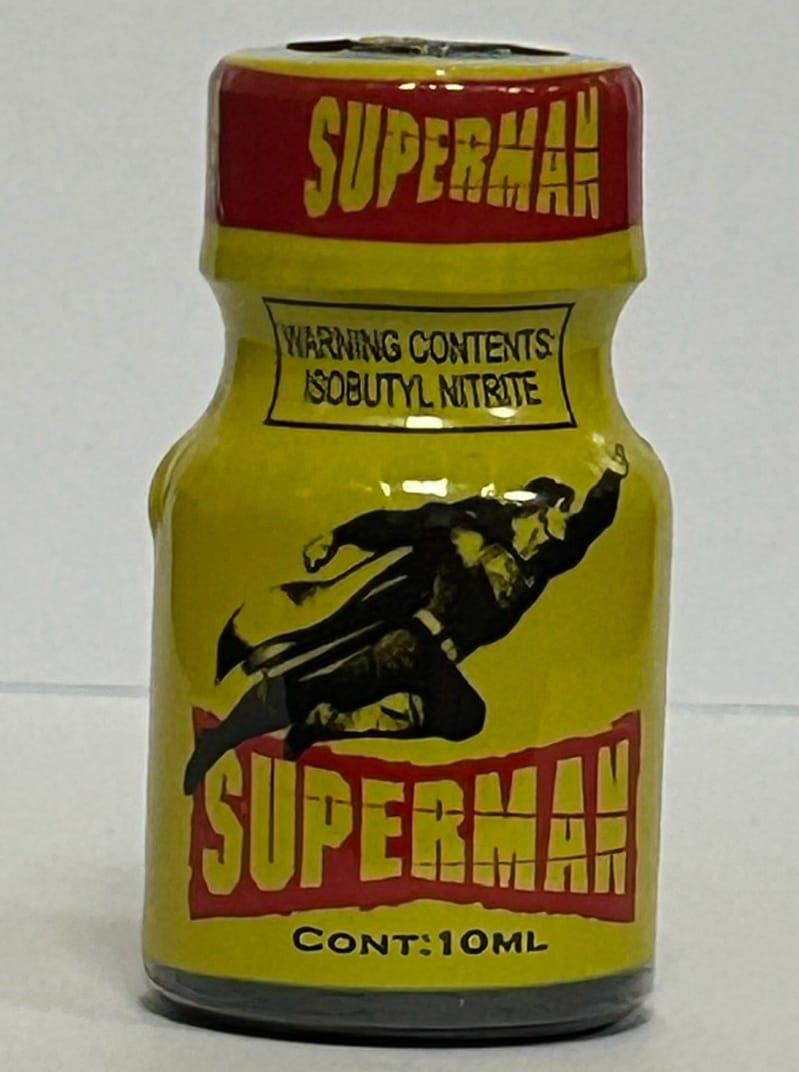 SUPERMAN
WARNING CONTENTS:
ISOBUTYL NITRITE
SUPERMAN
CONT:10ML